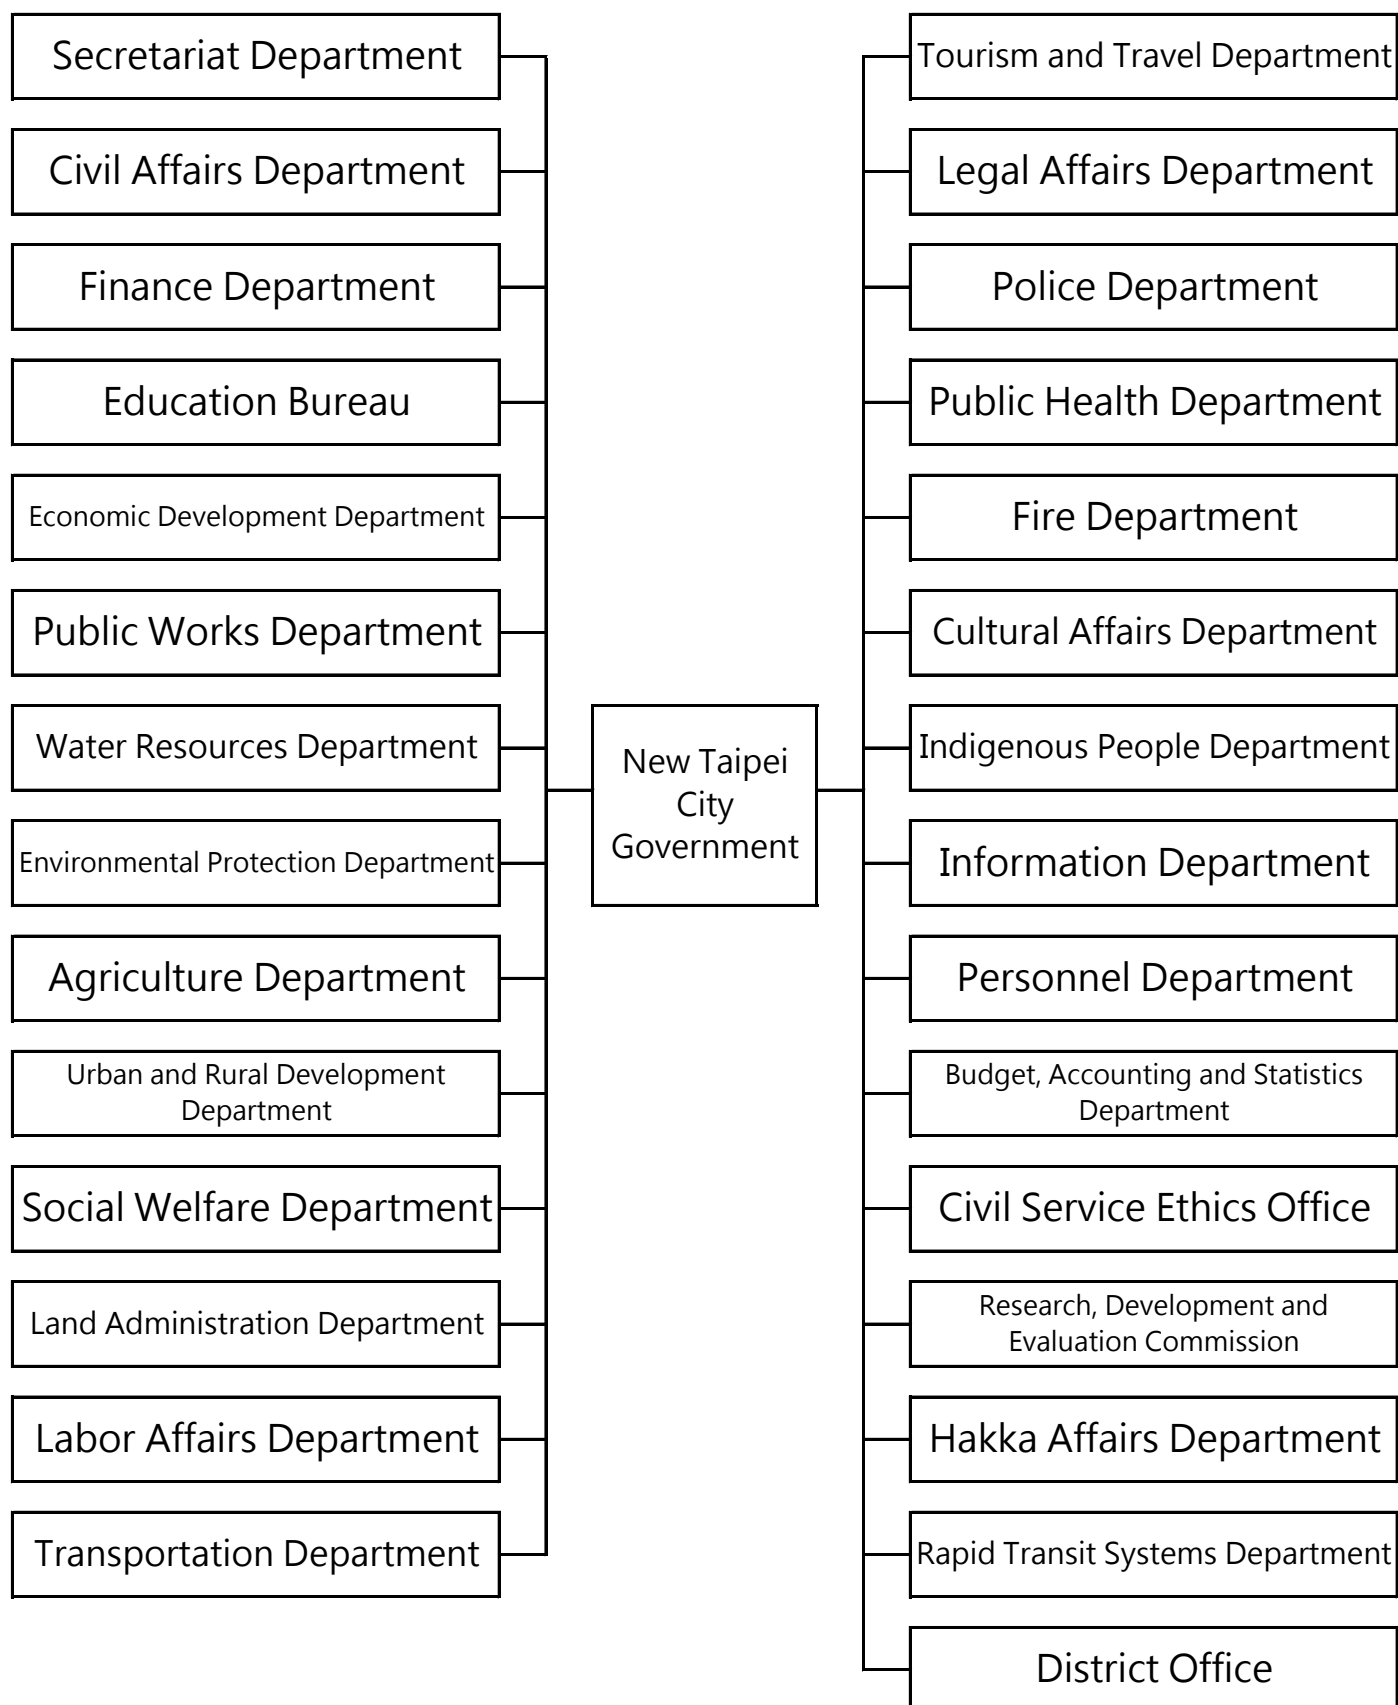 Secretariat Department
Civil Affairs Department
Finance Department
Education Bureau
Economic Development Department
Public Works Department
Water Resources Department
Environmental Protection Department
Agriculture Department
Urban and Rural Development
Department
Social Welfare Department
Land Administration Department
Labor Affairs Department
Transportation Department
New Taipei
City
Government
Tourism and Travel Department
Legal Affairs Department
Police Department
Public Health Department
Fire Department
Cultural Affairs Department
Indigenous People Department
Information Department
Personnel Department
Budget, Accounting and Statistics
Department
Civil Service Ethics Office
Research, Development and
Evaluation Commission
Hakka Affairs Department
Rapid Transit Systems Department
District Office